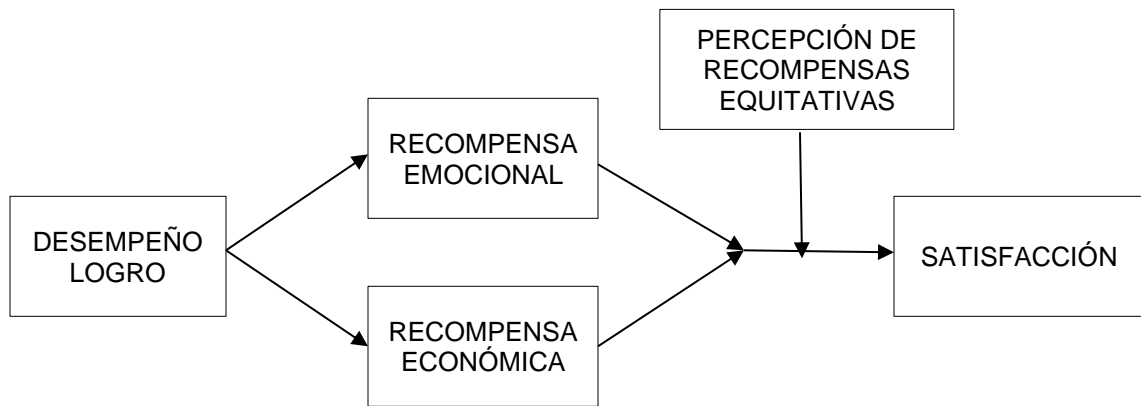 PERCEPCIÓN DE
RECOMPENSAS
EQUITATIVAS
RECOMPENSA
EMOCIONAL
DESEMPEÑO
LOGRO
SATISFACCIÓN
RECOMPENSA
ECONÓMICA